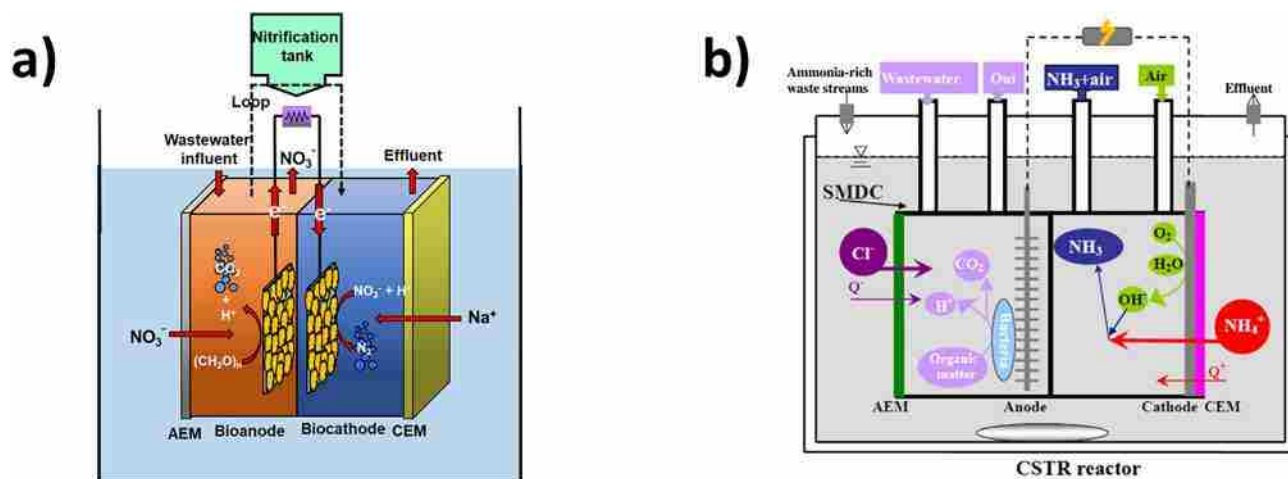 a)
Nitrification
tank
Loop
Wastewater
influent
NO₃⁻
Effluent
e⁻
e⁻
CO₂
+
H⁺
(CH₂O)n
NO₂⁻ + H⁺
N₂
NO₃⁻
Na⁺
AEM
Bioanode
Biocathode
CEM
b)
Ammonia-rich
waste streams
Wastewater
Out
NH₃+air
Air
Effluent
SMDC
Cl⁻
Q⁻
CO₂
H⁺
Bacteria
Organic
matter
NH₃
O₂
H₂O
OH⁻
NH₄⁺
Q⁺
AEM
Anode
Cathode
CEM
CSTR reactor